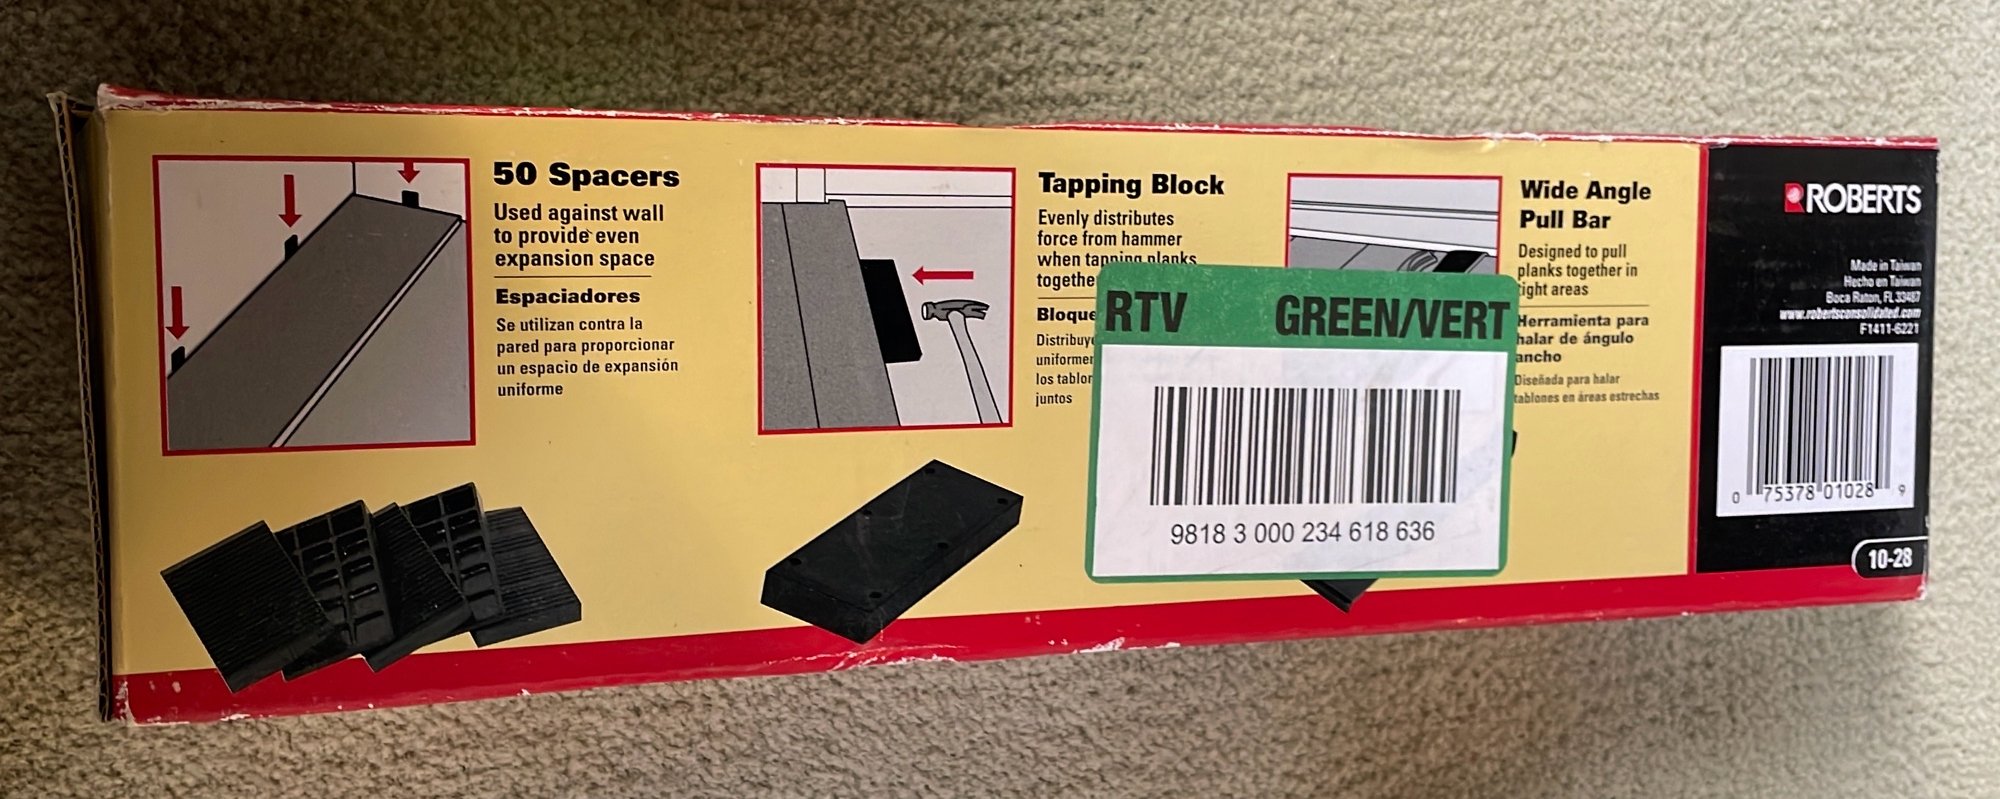 50 Spacers
Used against wall
to provide even
expansion space
Espaciadores
Se utilizan contra la
pared para proporcionar
un espacio de expansión
uniforme
Tapping Block
Evenly distributes
force from hammer
when tapping planks
togethe
Bloque
Distribuye
uniformer
los tablor
juntos
RTV GREEN/VERT
9818 3 000 234 618 636
Wide Angle
Pull Bar
Designed to pull
planks together in
tight areas
Herramienta para
halar de ángulo
ancho
Diseñada para halar
tablones en áreas estrechas
ROBERTS
Made in Taiwan
Hecho en Taiwan
Boca Raton, FL 33487
www.robertsconsolidated.com
F1411-6221
0 75378 01028 9
10-28